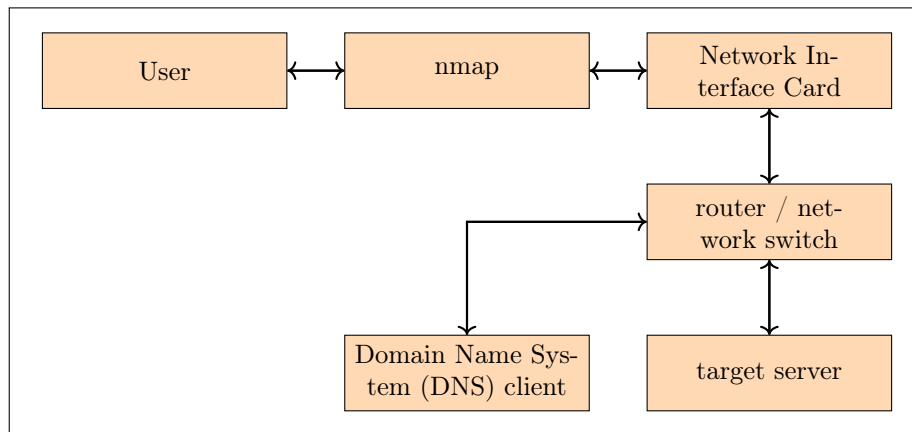 User
nmap
Network In-
terface Card
router / net-
work switch
Domain Name Sys-
tem (DNS) client
target server